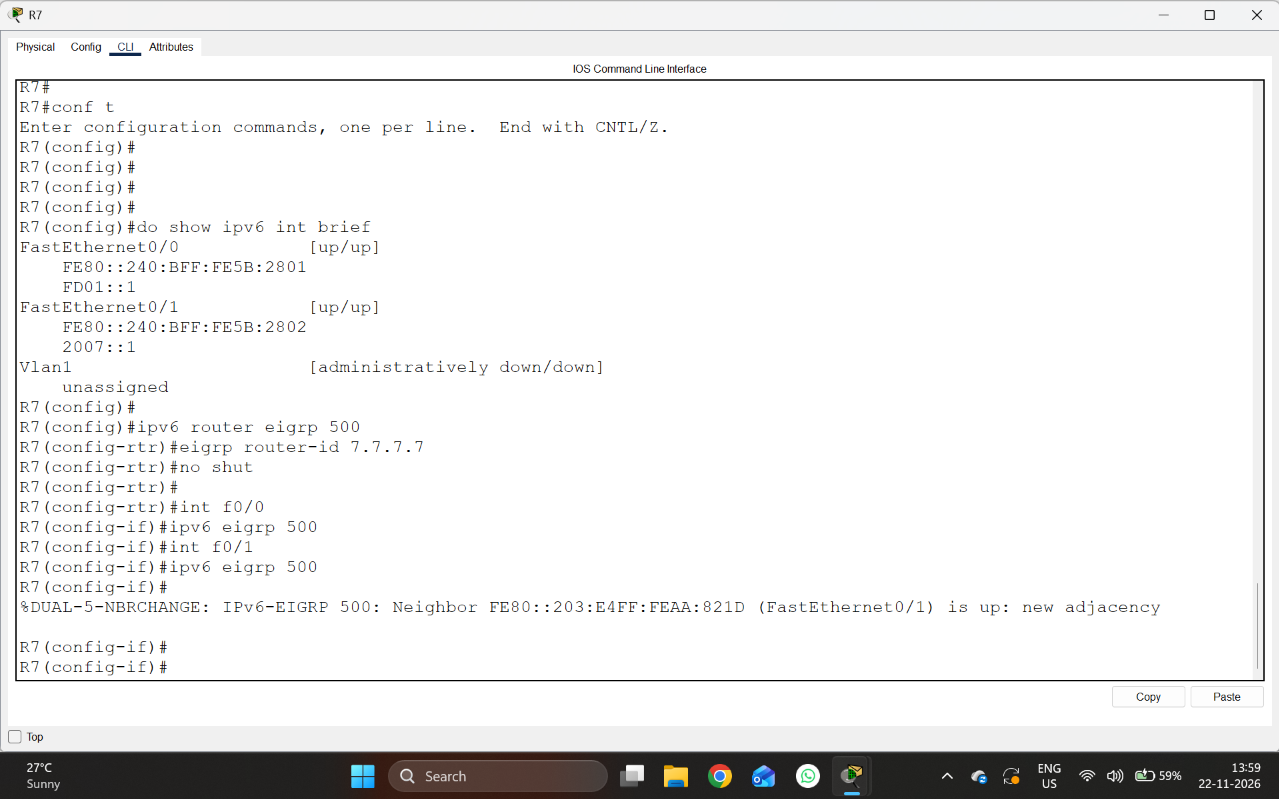 R7
Physical Config CLI Attributes
IOS Command Line Interface
R7#
R7#conf t
Enter configuration commands, one per line.  End with CNTL/Z.
R7(config)#
R7(config)#
R7(config)#
R7(config)#
R7(config)#do show ipv6 int brief
FastEthernet0/0            [up/up]
    FE80::240:BFF:FE5B:2801
    FD01::1
FastEthernet0/1            [up/up]
    FE80::240:BFF:FE5B:2802
    2007::1
Vlan1                      [administratively down/down]
    unassigned
R7(config)#
R7(config)#ipv6 router eigrp 500
R7(config-rtr)#eigrp router-id 7.7.7.7
R7(config-rtr)#no shut
R7(config-rtr)#
R7(config-rtr)#int f0/0
R7(config-if)#ipv6 eigrp 500
R7(config-if)#int f0/1
R7(config-if)#ipv6 eigrp 500
R7(config-if)#
%DUAL-5-NBRCHANGE: IPv6-EIGRP 500: Neighbor FE80::203:E4FF:FEAA:821D (FastEthernet0/1) is up: new adjacency
R7(config-if)#
R7(config-if)#
Copy Paste
Top
27°C
Sunny
Search
ENG
US
59%
13:59
22-11-2026